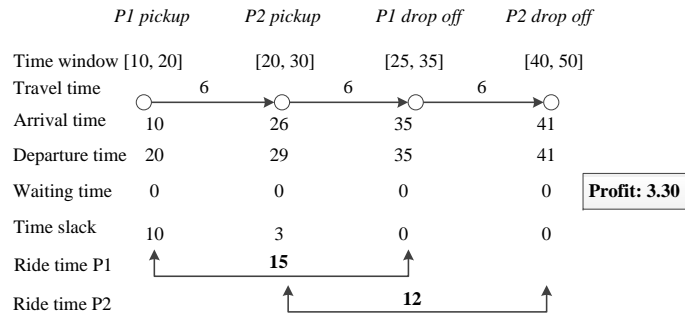 P1 pickup P2 pickup P1 drop off P2 drop off
Time window [10, 20] [20, 30] [25, 35] [40, 50]
Travel time 6 6 6
Arrival time 10 26 35 41
Departure time 20 29 35 41
Waiting time 0 0 0 0 Profit: 3.30
Time slack 10 3 0 0
Ride time P1 15
Ride time P2 12